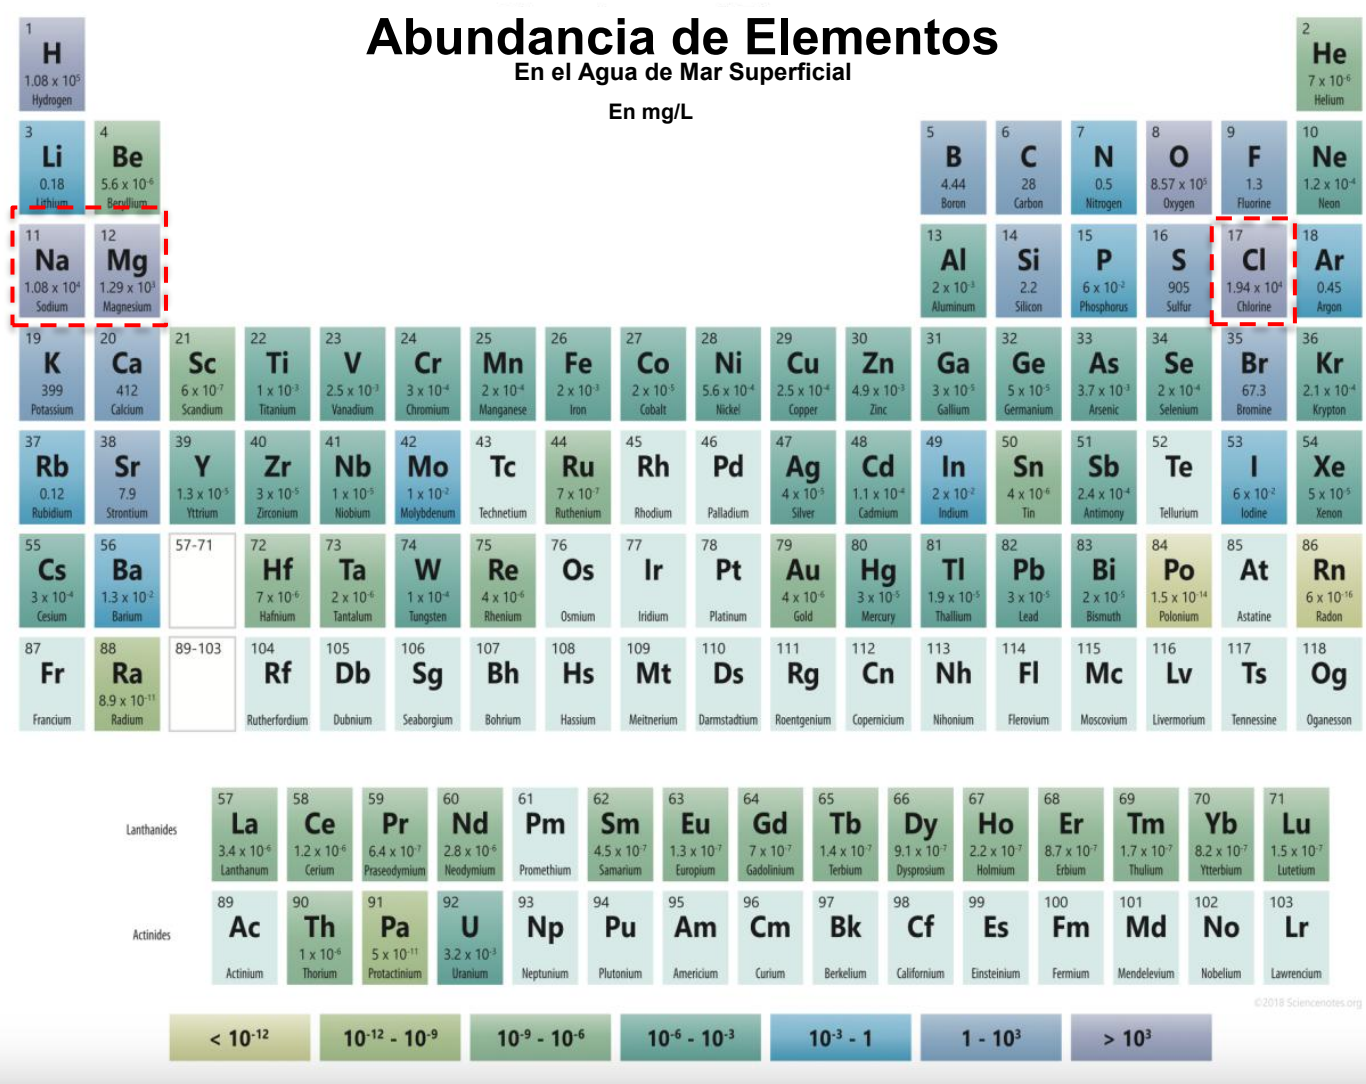 Abundancia de Elementos
En el Agua de Mar Superficial
En mg/L
1 H 1.08 x 10⁵ Hydrogen
2 He 7 x 10⁻⁶ Helium
3 Li 0.18 Lithium
4 Be 5.6 x 10⁻⁶ Beryllium
5 B 4.44 Boron
6 C 28 Carbon
7 N 0.5 Nitrogen
8 O 8.57 x 10⁵ Oxygen
9 F 1.3 Fluorine
10 Ne 1.2 x 10⁻⁴ Neon
11 Na 1.08 x 10⁴ Sodium
12 Mg 1.29 x 10³ Magnesium
13 Al 2 x 10⁻³ Aluminum
14 Si 2.2 Silicon
15 P 6 x 10⁻² Phosphorus
16 S 905 Sulfur
17 Cl 1.94 x 10⁴ Chlorine
18 Ar 0.45 Argon
19 K 399 Potassium
20 Ca 412 Calcium
21 Sc 6 x 10⁻⁷ Scandium
22 Ti 1 x 10⁻³ Titanium
23 V 2.5 x 10⁻³ Vanadium
24 Cr 3 x 10⁻⁴ Chromium
25 Mn 2 x 10⁻⁴ Manganese
26 Fe 2 x 10⁻³ Iron
27 Co 2 x 10⁻⁵ Cobalt
28 Ni 5.6 x 10⁻⁴ Nickel
29 Cu 2.5 x 10⁻⁴ Copper
30 Zn 4.9 x 10⁻³ Zinc
31 Ga 3 x 10⁻⁵ Gallium
32 Ge 5 x 10⁻⁵ Germanium
33 As 3.7 x 10⁻³ Arsenic
34 Se 2 x 10⁻⁴ Selenium
35 Br 67.3 Bromine
36 Kr 2.1 x 10⁻⁴ Krypton
37 Rb 0.12 Rubidium
38 Sr 7.9 Strontium
39 Y 1.3 x 10⁻⁵ Yttrium
40 Zr 3 x 10⁻⁵ Zirconium
41 Nb 1 x 10⁻⁵ Niobium
42 Mo 1 x 10⁻² Molybdenum
43 Tc Technetium
44 Ru 7 x 10⁻⁷ Ruthenium
45 Rh Rhodium
46 Pd Palladium
47 Ag 4 x 10⁻⁵ Silver
48 Cd 1.1 x 10⁻⁴ Cadmium
49 In 2 x 10⁻² Indium
50 Sn 4 x 10⁻⁶ Tin
51 Sb 2.4 x 10⁻⁴ Antimony
52 Te Tellurium
53 I 6 x 10⁻² Iodine
54 Xe 5 x 10⁻⁵ Xenon
55 Cs 3 x 10⁻⁴ Cesium
56 Ba 1.3 x 10⁻² Barium
57-71
72 Hf 7 x 10⁻⁶ Hafnium
73 Ta 2 x 10⁻⁶ Tantalum
74 W 1 x 10⁻⁴ Tungsten
75 Re 4 x 10⁻⁶ Rhenium
76 Os Osmium
77 Ir Iridium
78 Pt Platinum
79 Au 4 x 10⁻⁶ Gold
80 Hg 3 x 10⁻⁵ Mercury
81 Tl 1.9 x 10⁻⁵ Thallium
82 Pb 3 x 10⁻⁵ Lead
83 Bi 2 x 10⁻⁵ Bismuth
84 Po 1.5 x 10⁻¹⁴ Polonium
85 At Astatine
86 Rn 6 x 10⁻¹⁶ Radon
87 Fr Francium
88 Ra 8.9 x 10⁻¹¹ Radium
89-103
104 Rf Rutherfordium
105 Db Dubnium
106 Sg Seaborgium
107 Bh Bohrium
108 Hs Hassium
109 Mt Meitnerium
110 Ds Darmstadtium
111 Rg Roentgenium
112 Cn Copernicium
113 Nh Nihonium
114 Fl Flerovium
115 Mc Moscovium
116 Lv Livermorium
117 Ts Tennessine
118 Og Oganesson
Lanthanides
57 La 3.4 x 10⁻⁶ Lanthanum
58 Ce 1.2 x 10⁻⁶ Cerium
59 Pr 6.4 x 10⁻⁷ Praseodymium
60 Nd 2.8 x 10⁻⁶ Neodymium
61 Pm Promethium
62 Sm 4.5 x 10⁻⁷ Samarium
63 Eu 1.3 x 10⁻⁷ Europium
64 Gd 7 x 10⁻⁷ Gadolinium
65 Tb 1.4 x 10⁻⁷ Terbium
66 Dy 9.1 x 10⁻⁷ Dysprosium
67 Ho 2.2 x 10⁻⁷ Holmium
68 Er 8.7 x 10⁻⁷ Erbium
69 Tm 1.7 x 10⁻⁷ Thulium
70 Yb 8.2 x 10⁻⁷ Ytterbium
71 Lu 1.5 x 10⁻⁷ Lutetium
Actinides
89 Ac Actinium
90 Th 1 x 10⁻⁶ Thorium
91 Pa 5 x 10⁻¹¹ Protactinium
92 U 3.2 x 10⁻³ Uranium
93 Np Neptunium
94 Pu Plutonium
95 Am Americium
96 Cm Curium
97 Bk Berkelium
98 Cf Californium
99 Es Einsteinium
100 Fm Fermium
101 Md Mendelevium
102 No Nobelium
103 Lr Lawrencium
©2018 Sciencenotes.org
< 10⁻¹²
10⁻¹² - 10⁻⁹
10⁻⁹ - 10⁻⁶
10⁻⁶ - 10⁻³
10⁻³ - 1
1 - 10³
> 10³